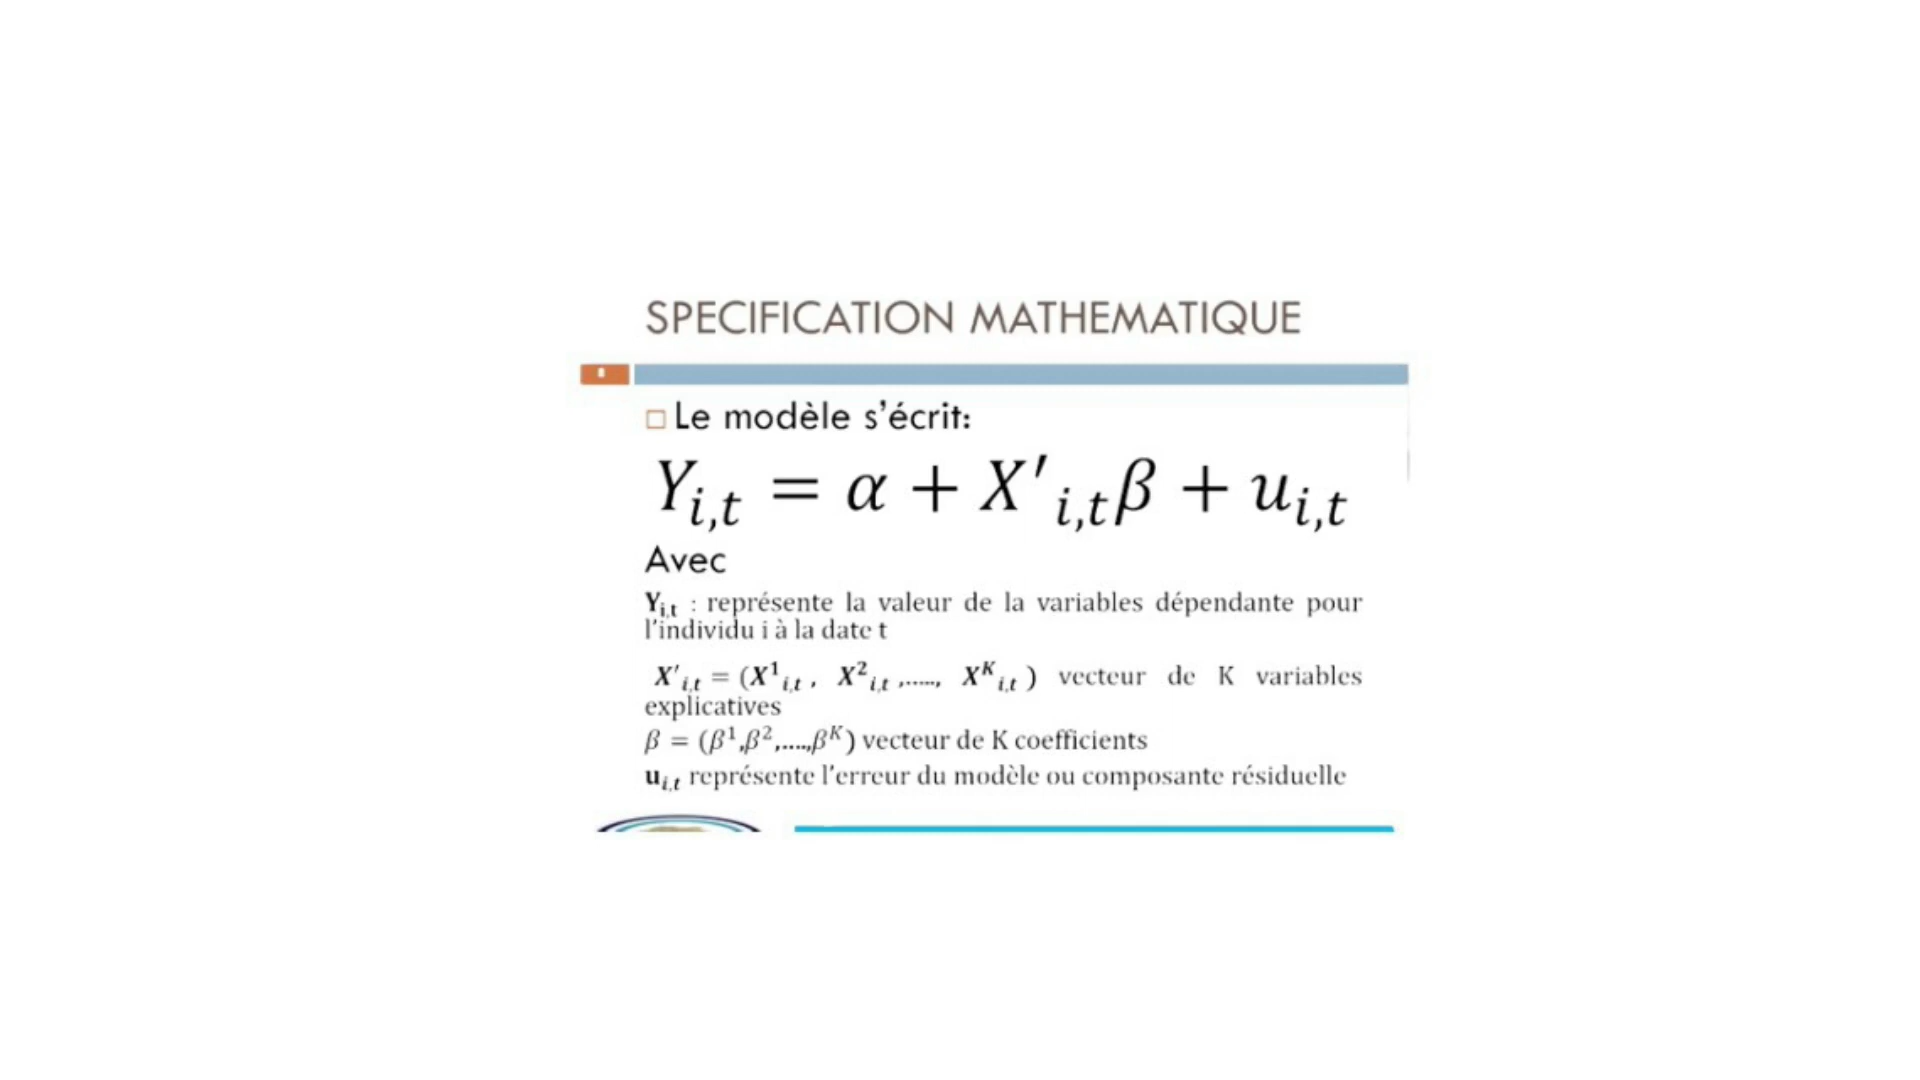 SPECIFICATION MATHEMATIQUE
8
Le modèle s'écrit:
Y_{i,t} = α + X'_{i,t}β + u_{i,t}
Avec
Y_{i,t} : représente la valeur de la variables dépendante pour
l'individu i à la date t
X'_{i,t} = (X^1_{i,t} , X^2_{i,t} ,....., X^K_{i,t} ) vecteur de K variables
explicatives
β = (β^1,β^2,....,β^K) vecteur de K coefficients
u_{i,t} représente l'erreur du modèle ou composante résiduelle